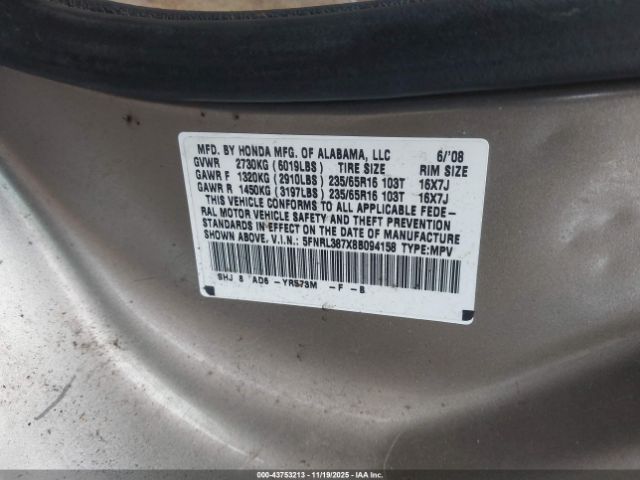 MFD. BY HONDA MFG. OF ALABAMA, LLC 6/'08
GVWR 2730KG (6019LBS) TIRE SIZE RIM SIZE
GAWR F 1320KG (2910LBS) 235/65R16 103T 16X7J
GAWR R 1450KG (3197LBS) 235/65R16 103T 16X7J
THIS VEHICLE CONFORMS TO ALL APPLICABLE FEDE-
RAL MOTOR VEHICLE SAFETY AND THEFT PREVENTION
STANDARDS IN EFFECT ON THE DATE OF MANUFACTURE
SHOWN ABOVE. V.I.N.: 5FNRL387X8B094158 TYPE:MPV
SHJ 8 AD6 -YR573M -F -B
000-43753213 - 11/19/2025 - IAAI, Inc.